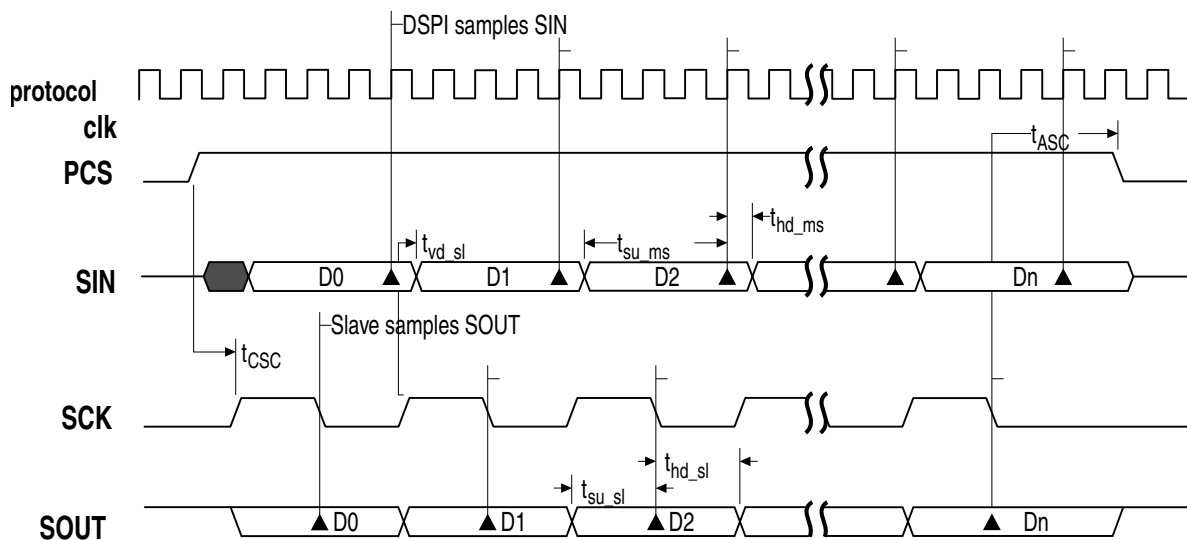 DSPI samples SIN
protocol
clk
t_ASC
PCS
t_hd_ms
t_vd_sl
t_su_ms
SIN
D0
D1
D2
Dn
Slave samples SOUT
t_CSC
SCK
t_hd_sl
t_su_sl
SOUT
D0
D1
D2
Dn